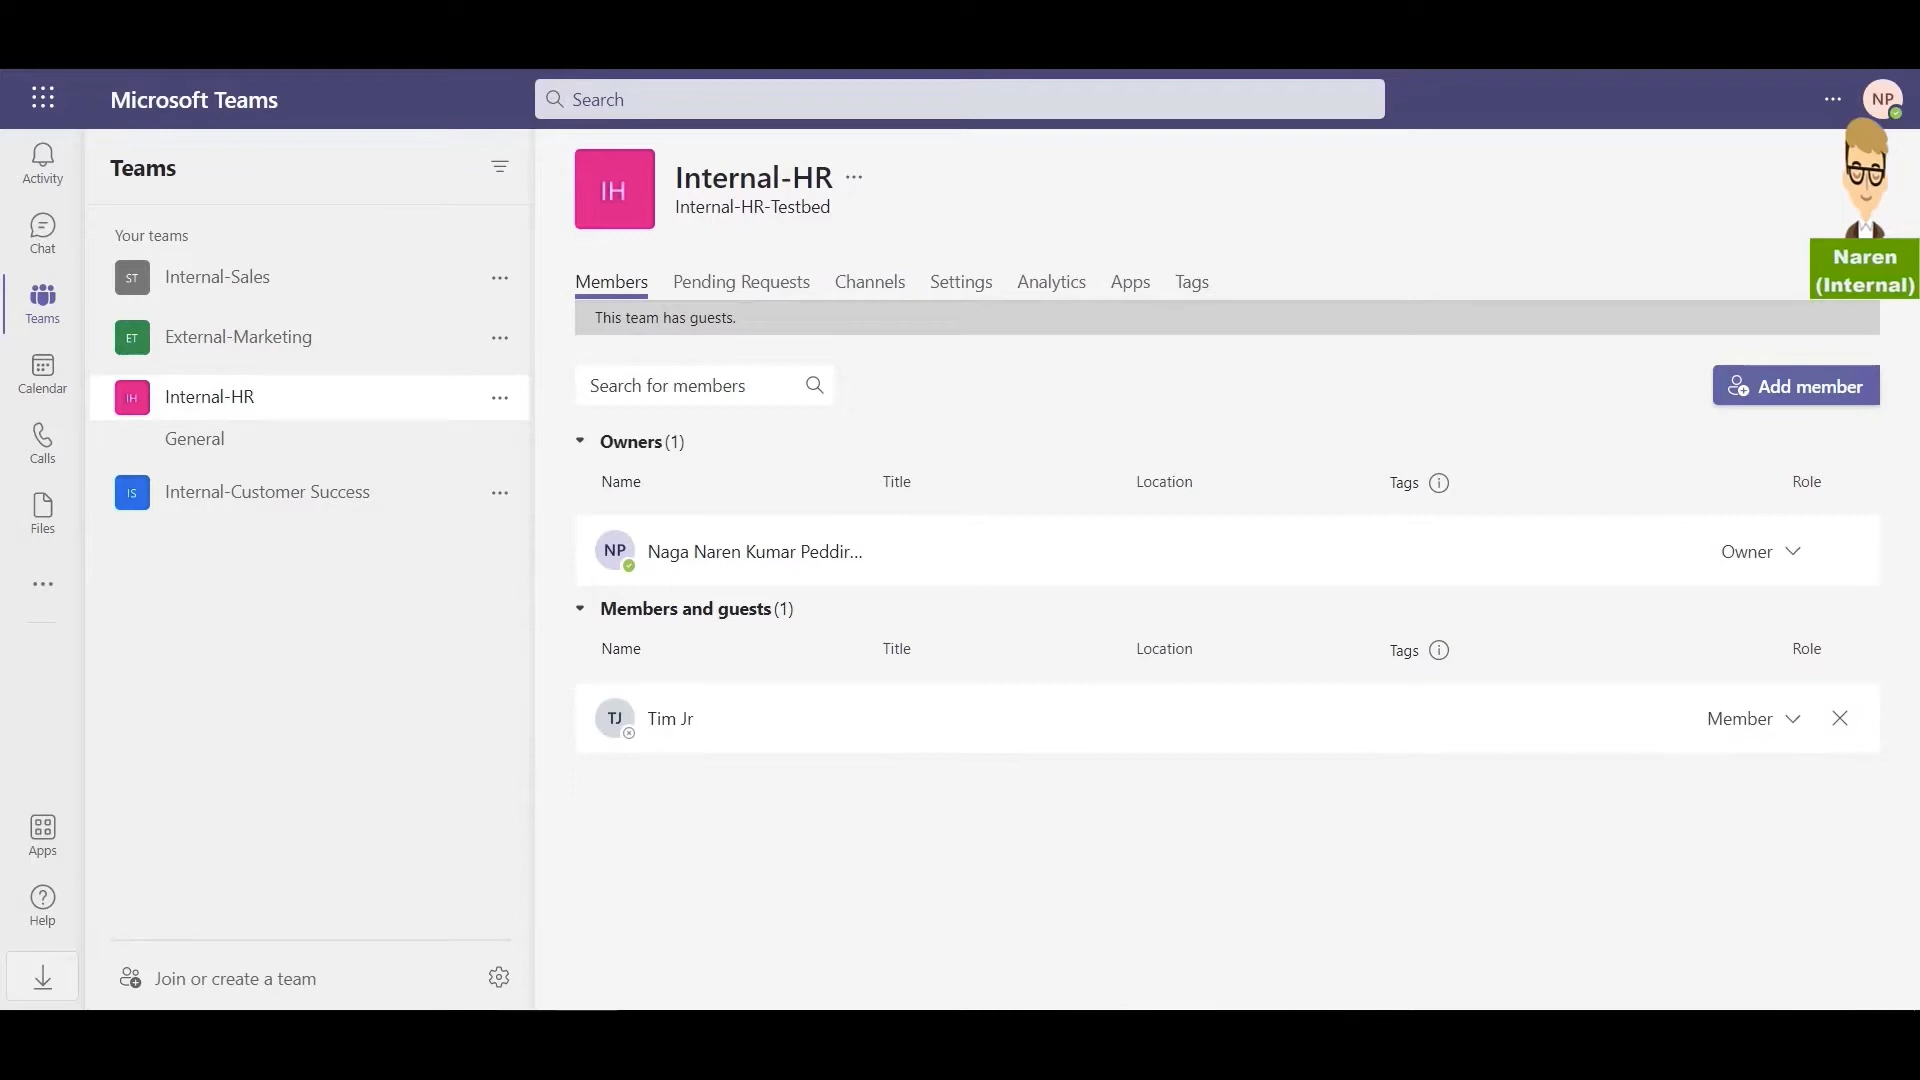 Microsoft Teams
Search
NP
Activity
Chat
Teams
Calendar
Calls
Files
Apps
Help
Teams
Your teams
ST Internal-Sales
ET External-Marketing
IH Internal-HR
General
IS Internal-Customer Success
Join or create a team
IH
Internal-HR
Internal-HR-Testbed
Members Pending Requests Channels Settings Analytics Apps Tags
This team has guests.
Search for members
Add member
Owners (1)
Name Title Location Tags Role
NP Naga Naren Kumar Peddir... Owner
Members and guests (1)
Name Title Location Tags Role
TJ Tim Jr Member
Naren
(Internal)